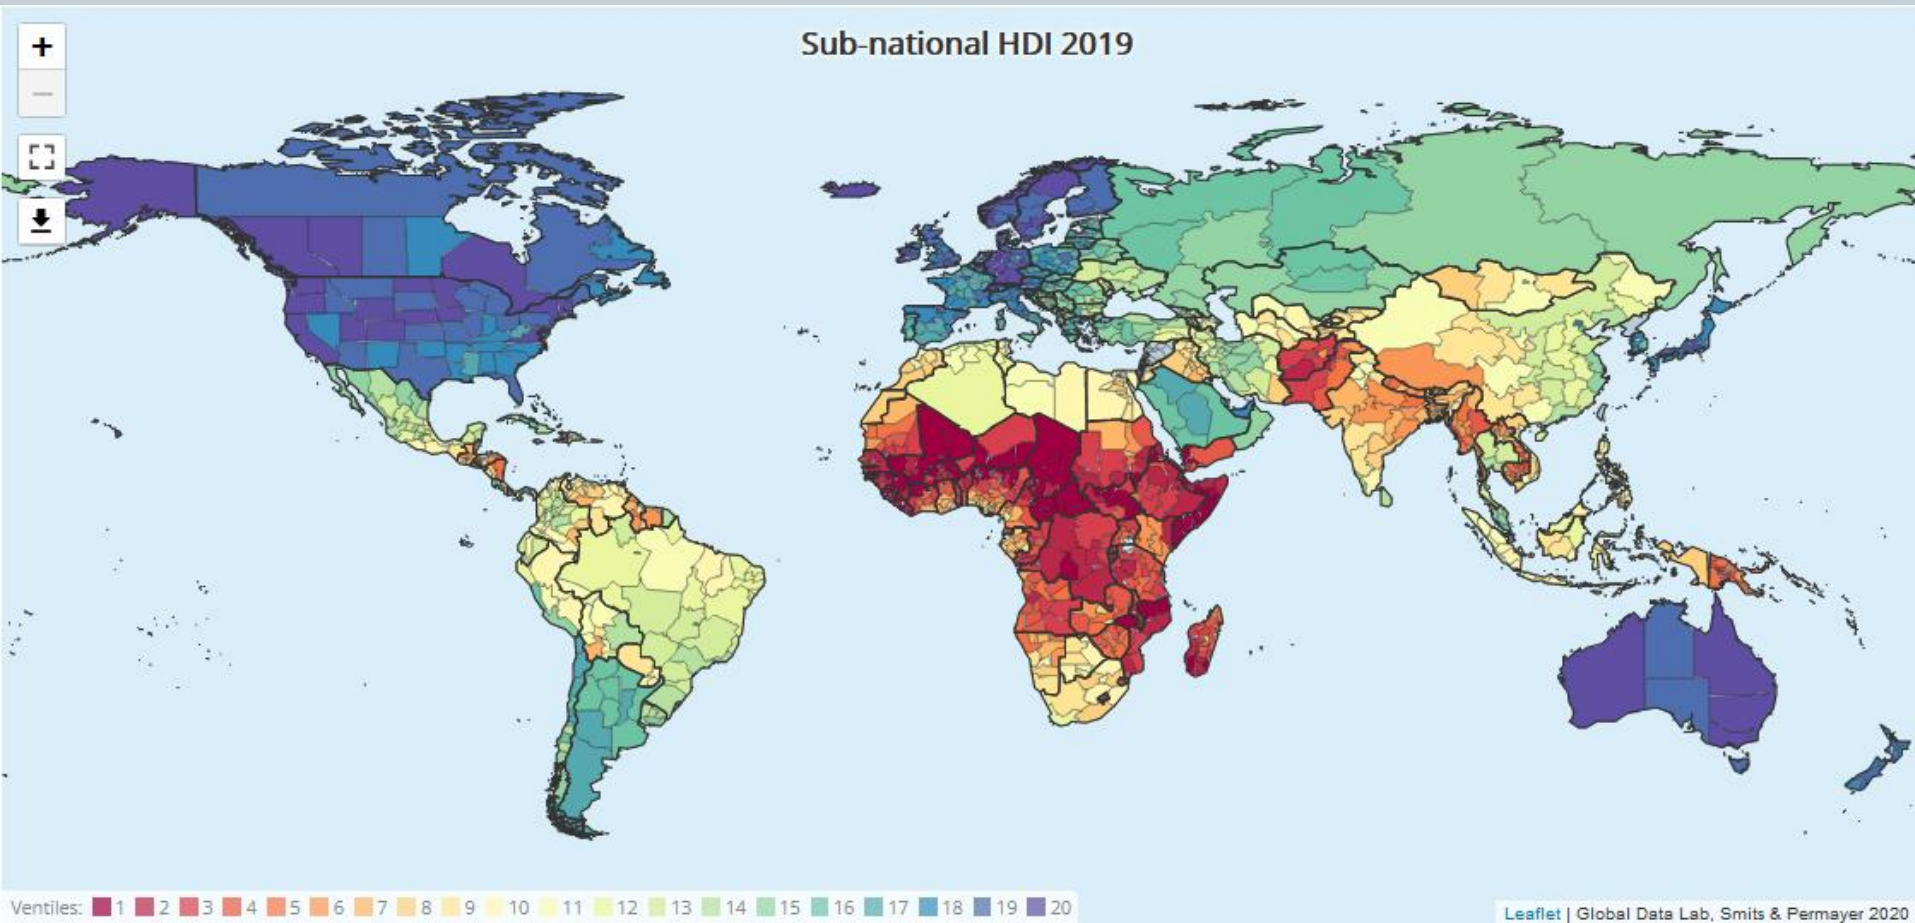 +
Sub-national HDI 2019
−
Ventiles: 1 2 3 4 5 6 7 8 9 10 11 12 13 14 15 16 17 18 19 20
Leaflet | Global Data Lab, Smits & Permayer 2020